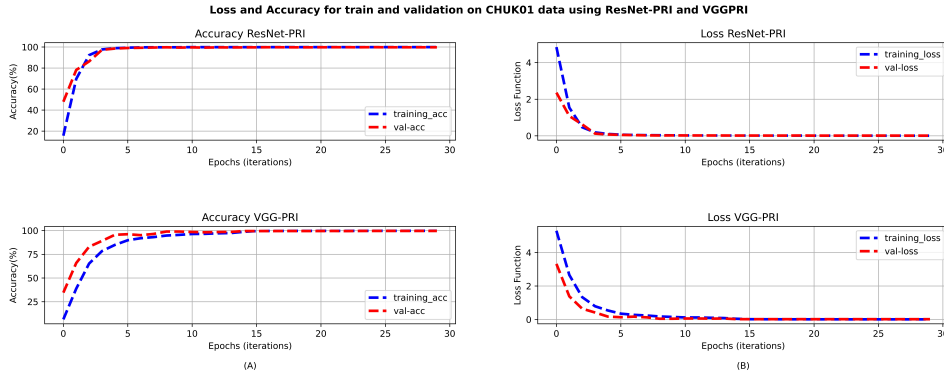 Loss and Accuracy for train and validation on CHUK01 data using ResNet-PRI and VGGPRI
Accuracy ResNet-PRI
Accuracy(%)
100
80
60
40
20
training_acc
val-acc
0 5 10 15 20 25 30
Epochs (iterations)
Loss ResNet-PRI
Loss Function
4
2
0
training_loss
val-loss
0 5 10 15 20 25 30
Epochs (iterations)
Accuracy VGG-PRI
Accuracy(%)
100
75
50
25
training_acc
val-acc
0 5 10 15 20 25 30
Epochs (iterations)
(A)
Loss VGG-PRI
Loss Function
4
2
0
training_loss
val-loss
0 5 10 15 20 25 30
Epochs (iterations)
(B)